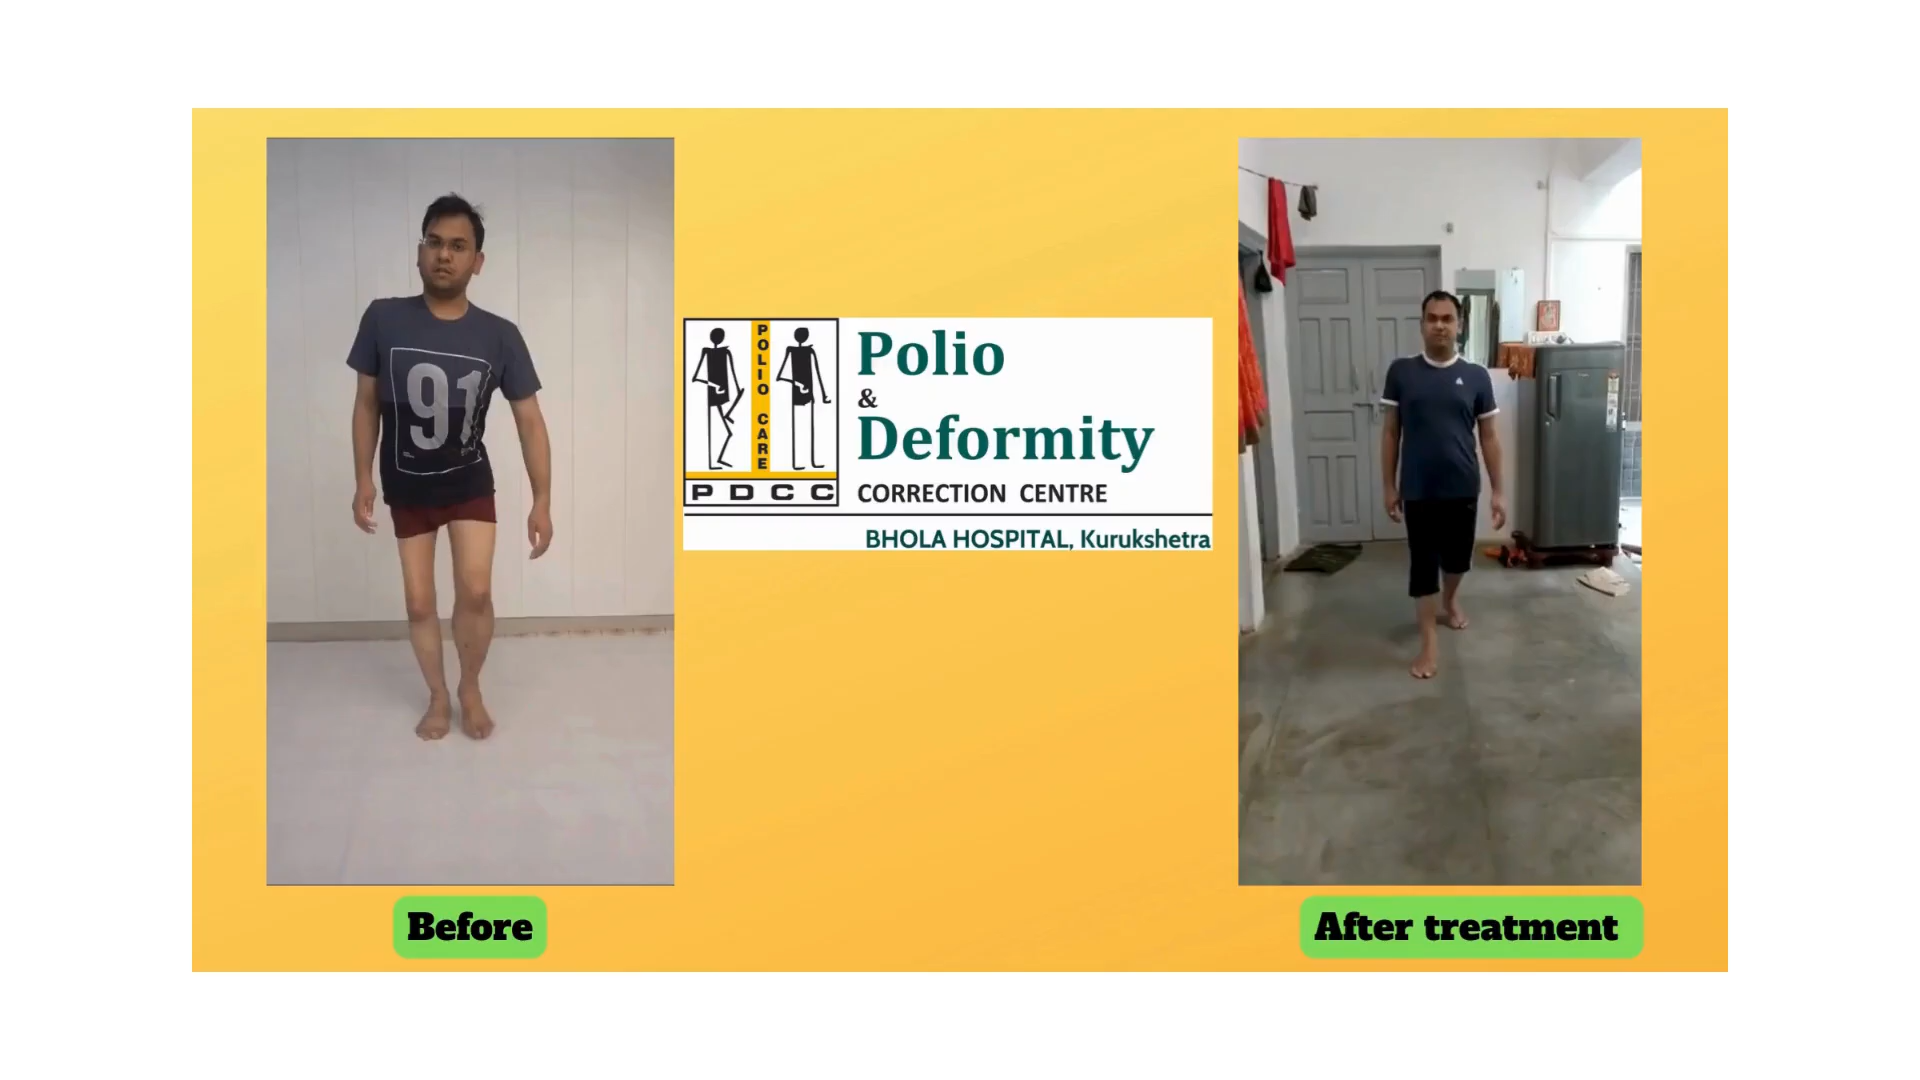 91
POLIO CARE
PDCC
Polio
&
Deformity
CORRECTION CENTRE
BHOLA HOSPITAL, Kurukshetra
Before
After treatment